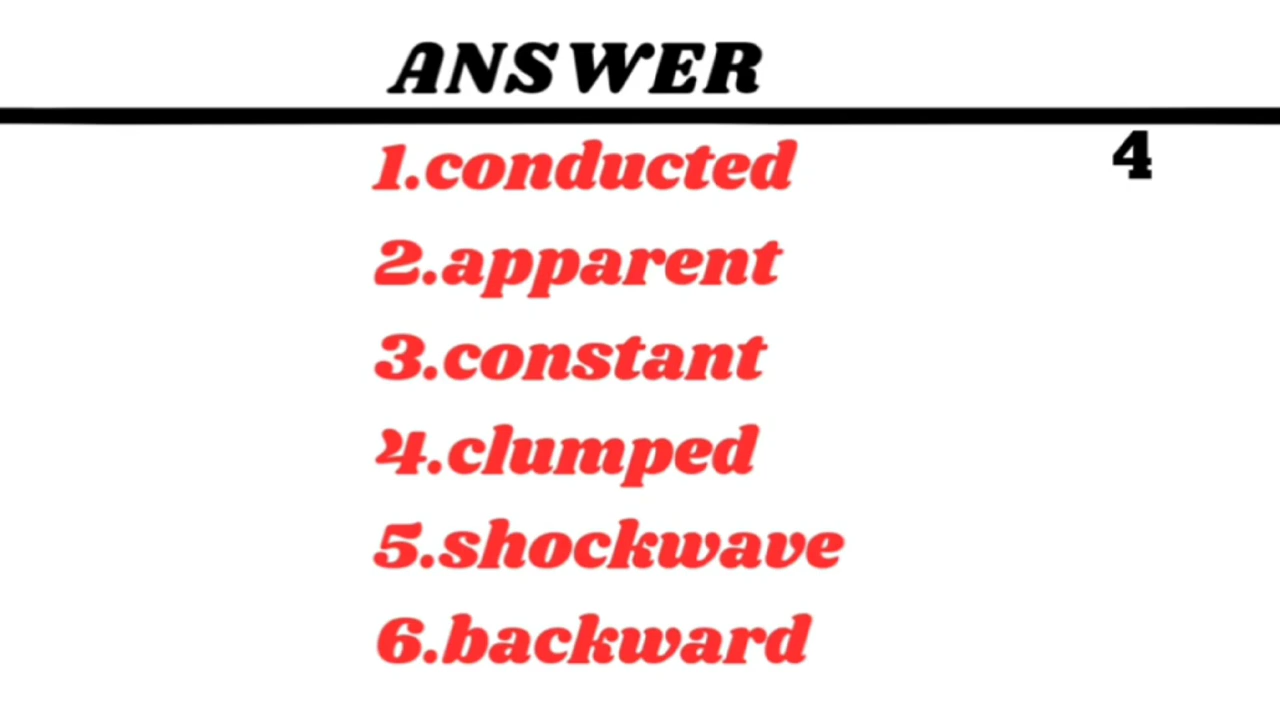 ANSWER
4
1.conducted
2.apparent
3.constant
4.clumped
5.shockwave
6.backward